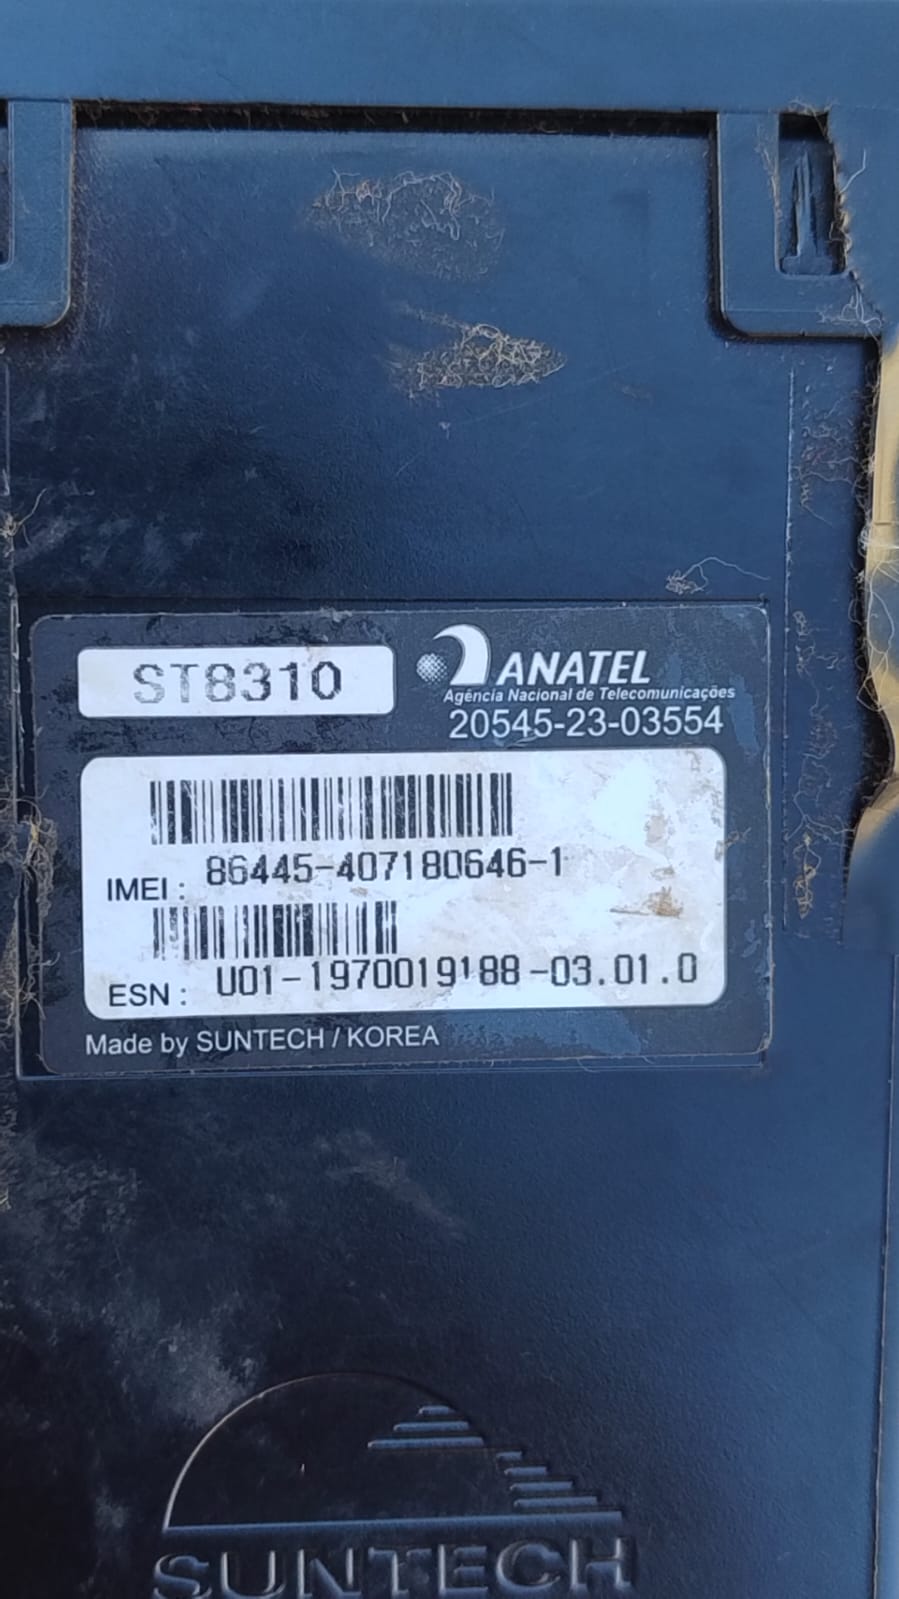 ST8310
ANATEL
Agência Nacional de Telecomunicações
20545-23-03554
IMEI : 86445-407180646-1
ESN : U01-1970019188-03.01.0
Made by SUNTECH / KOREA
SUNTECH